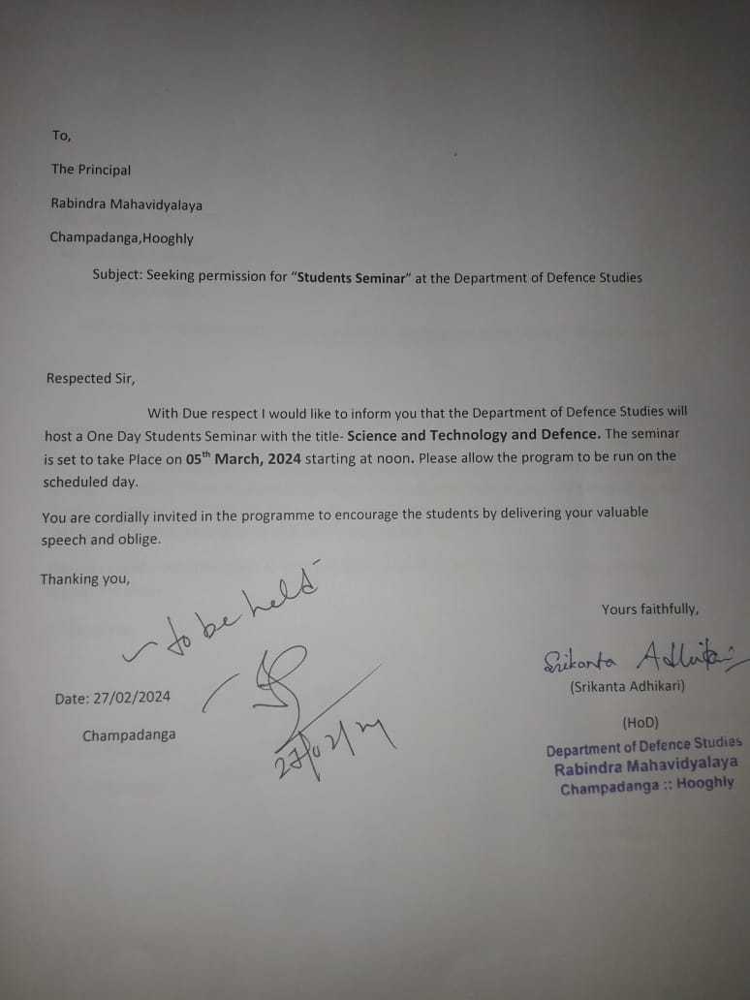 To,
The Principal
Rabindra Mahavidyalaya
Champadanga,Hooghly
Subject: Seeking permission for “Students Seminar” at the Department of Defence Studies
Respected Sir,
With Due respect I would like to inform you that the Department of Defence Studies will
host a One Day Students Seminar with the title- Science and Technology and Defence. The seminar
is set to take Place on 05th March, 2024 starting at noon. Please allow the program to be run on the
scheduled day.
You are cordially invited in the programme to encourage the students by delivering your valuable
speech and oblige.
Thanking you,
to be held
Yours faithfully,
Srikanta Adhikari
(Srikanta Adhikari)
Date: 27/02/2024
(HoD)
Champadanga
27/02/24
Department of Defence Studies
Rabindra Mahavidyalaya
Champadanga :: Hooghly